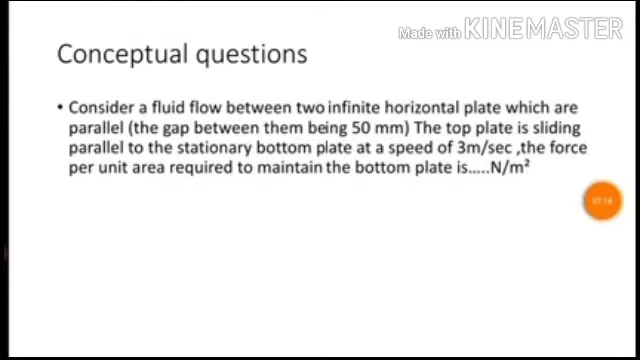 Made with KINEMASTER
Conceptual questions
• Consider a fluid flow between two infinite horizontal plate which are
parallel (the gap between them being 50 mm) The top plate is sliding
parallel to the stationary bottom plate at a speed of 3m/sec ,the force
per unit area required to maintain the bottom plate is.....N/m²
07:18